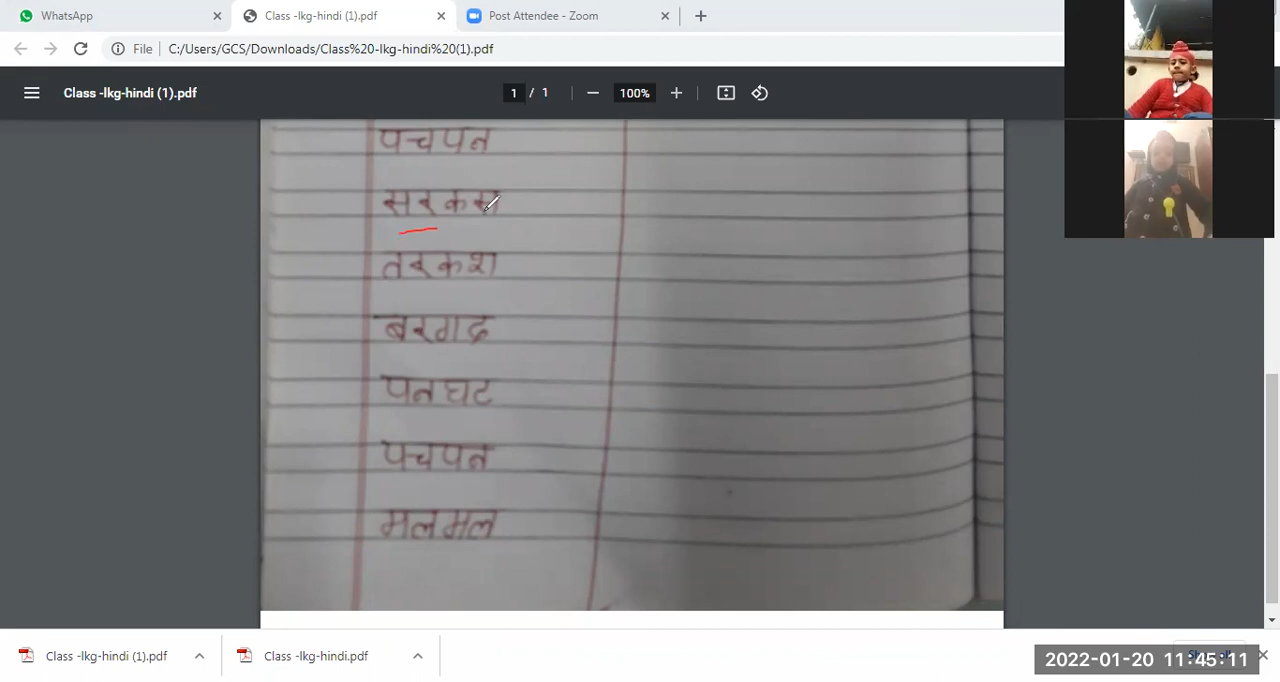 WhatsApp
Class -lkg-hindi (1).pdf
Post Attendee - Zoom
File
C:/Users/GCS/Downloads/Class%20-lkg-hindi%20(1).pdf
Class -lkg-hindi (1).pdf
1 / 1
100%
पचपन
सरकस
तरकश
बरगद
पनघट
पचपन
मलमल
Class -lkg-hindi (1).pdf
Class -lkg-hindi.pdf
2022-01-20 11:45:11